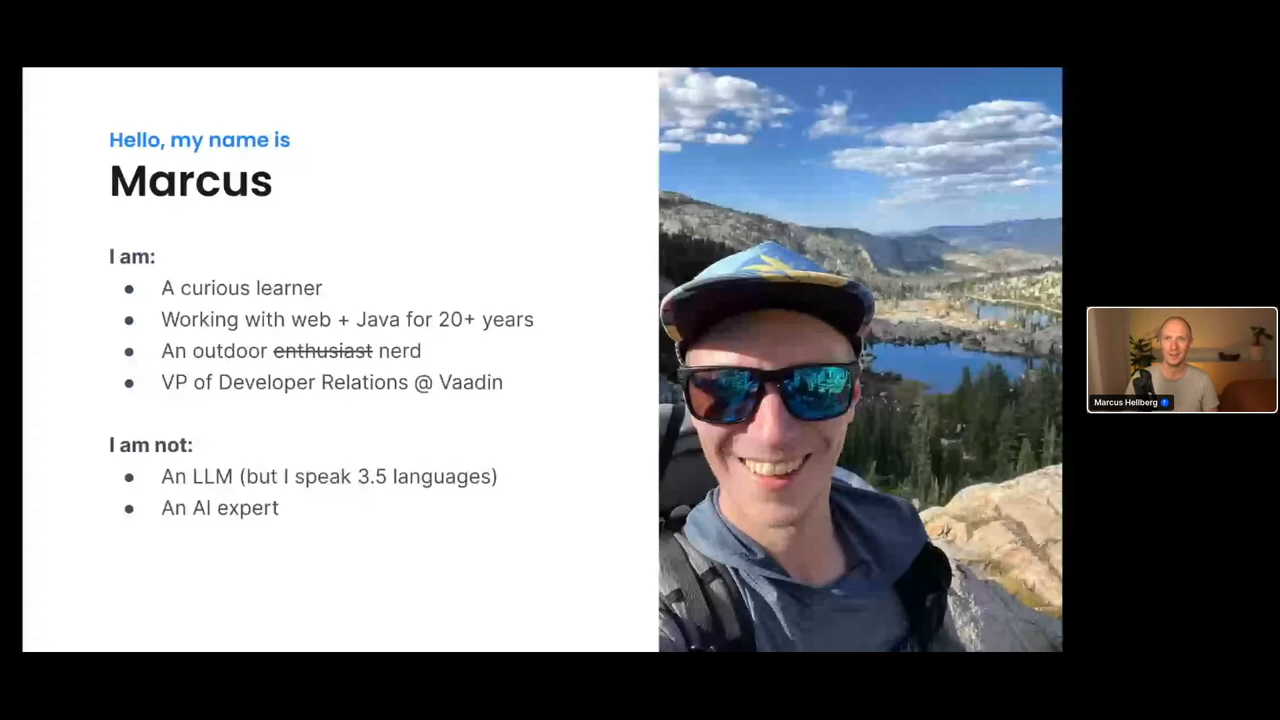 Hello, my name is
Marcus
I am:
● A curious learner
● Working with web + Java for 20+ years
● An outdoor enthusiast nerd
● VP of Developer Relations @ Vaadin
I am not:
● An LLM (but I speak 3.5 languages)
● An AI expert
Marcus Hellberg